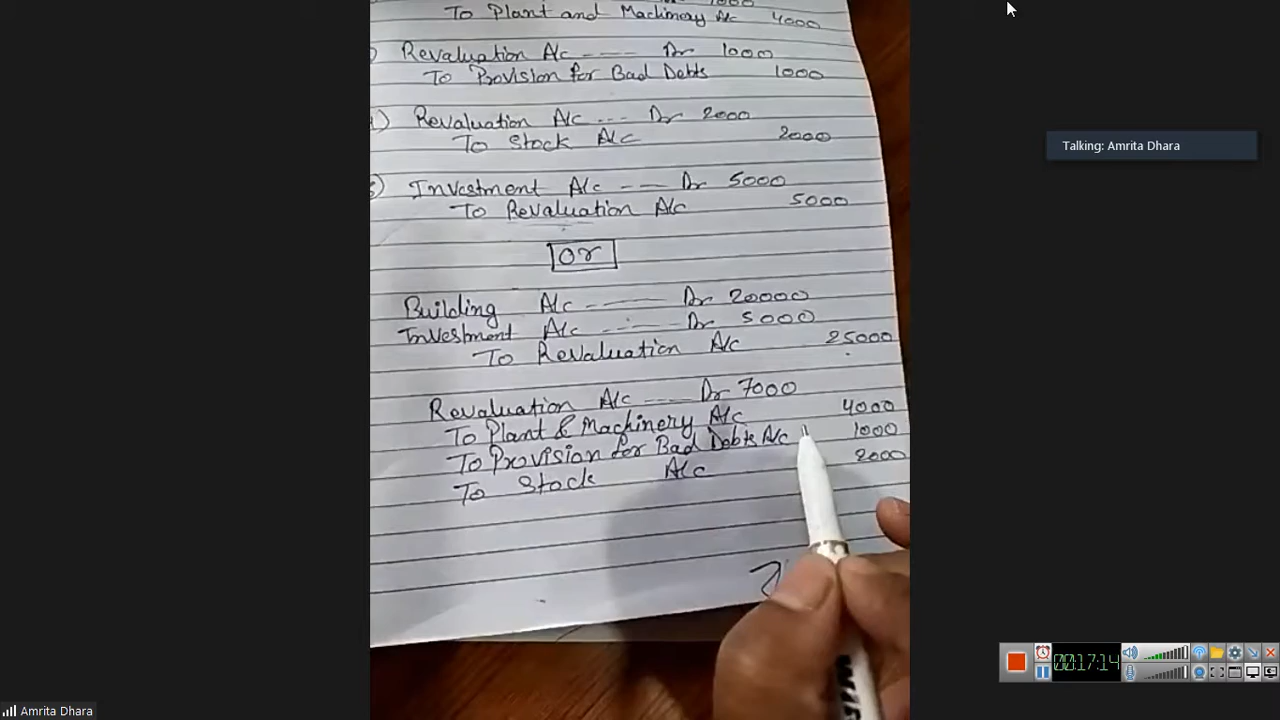 To Plant and Machinery A/c 4000
Revaluation A/c ---- Dr 1000
To Provision for Bad Debts 1000
Revaluation A/c --- Dr 2000
To Stock A/c 2000
Investment A/c --- Dr 5000
To Revaluation A/c 5000
Or
Building A/c ------- Dr 20000
Investment A/c ------ Dr 5000
To Revaluation A/c 25000
Revaluation A/c ---- Dr 7000
To Plant & Machinery A/c 4000
To Provision for Bad Debts A/c 1000
To Stock A/c 2000
Talking: Amrita Dhara
00:17:14
Amrita Dhara